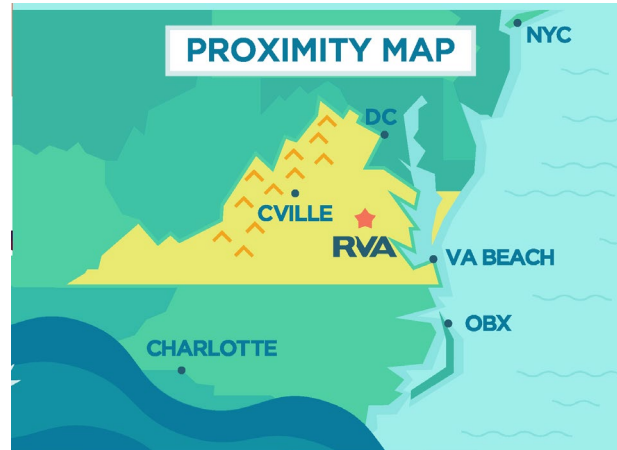 NYC
PROXIMITY MAP
DC
CVILLE
RVA
VA BEACH
OBX
CHARLOTTE